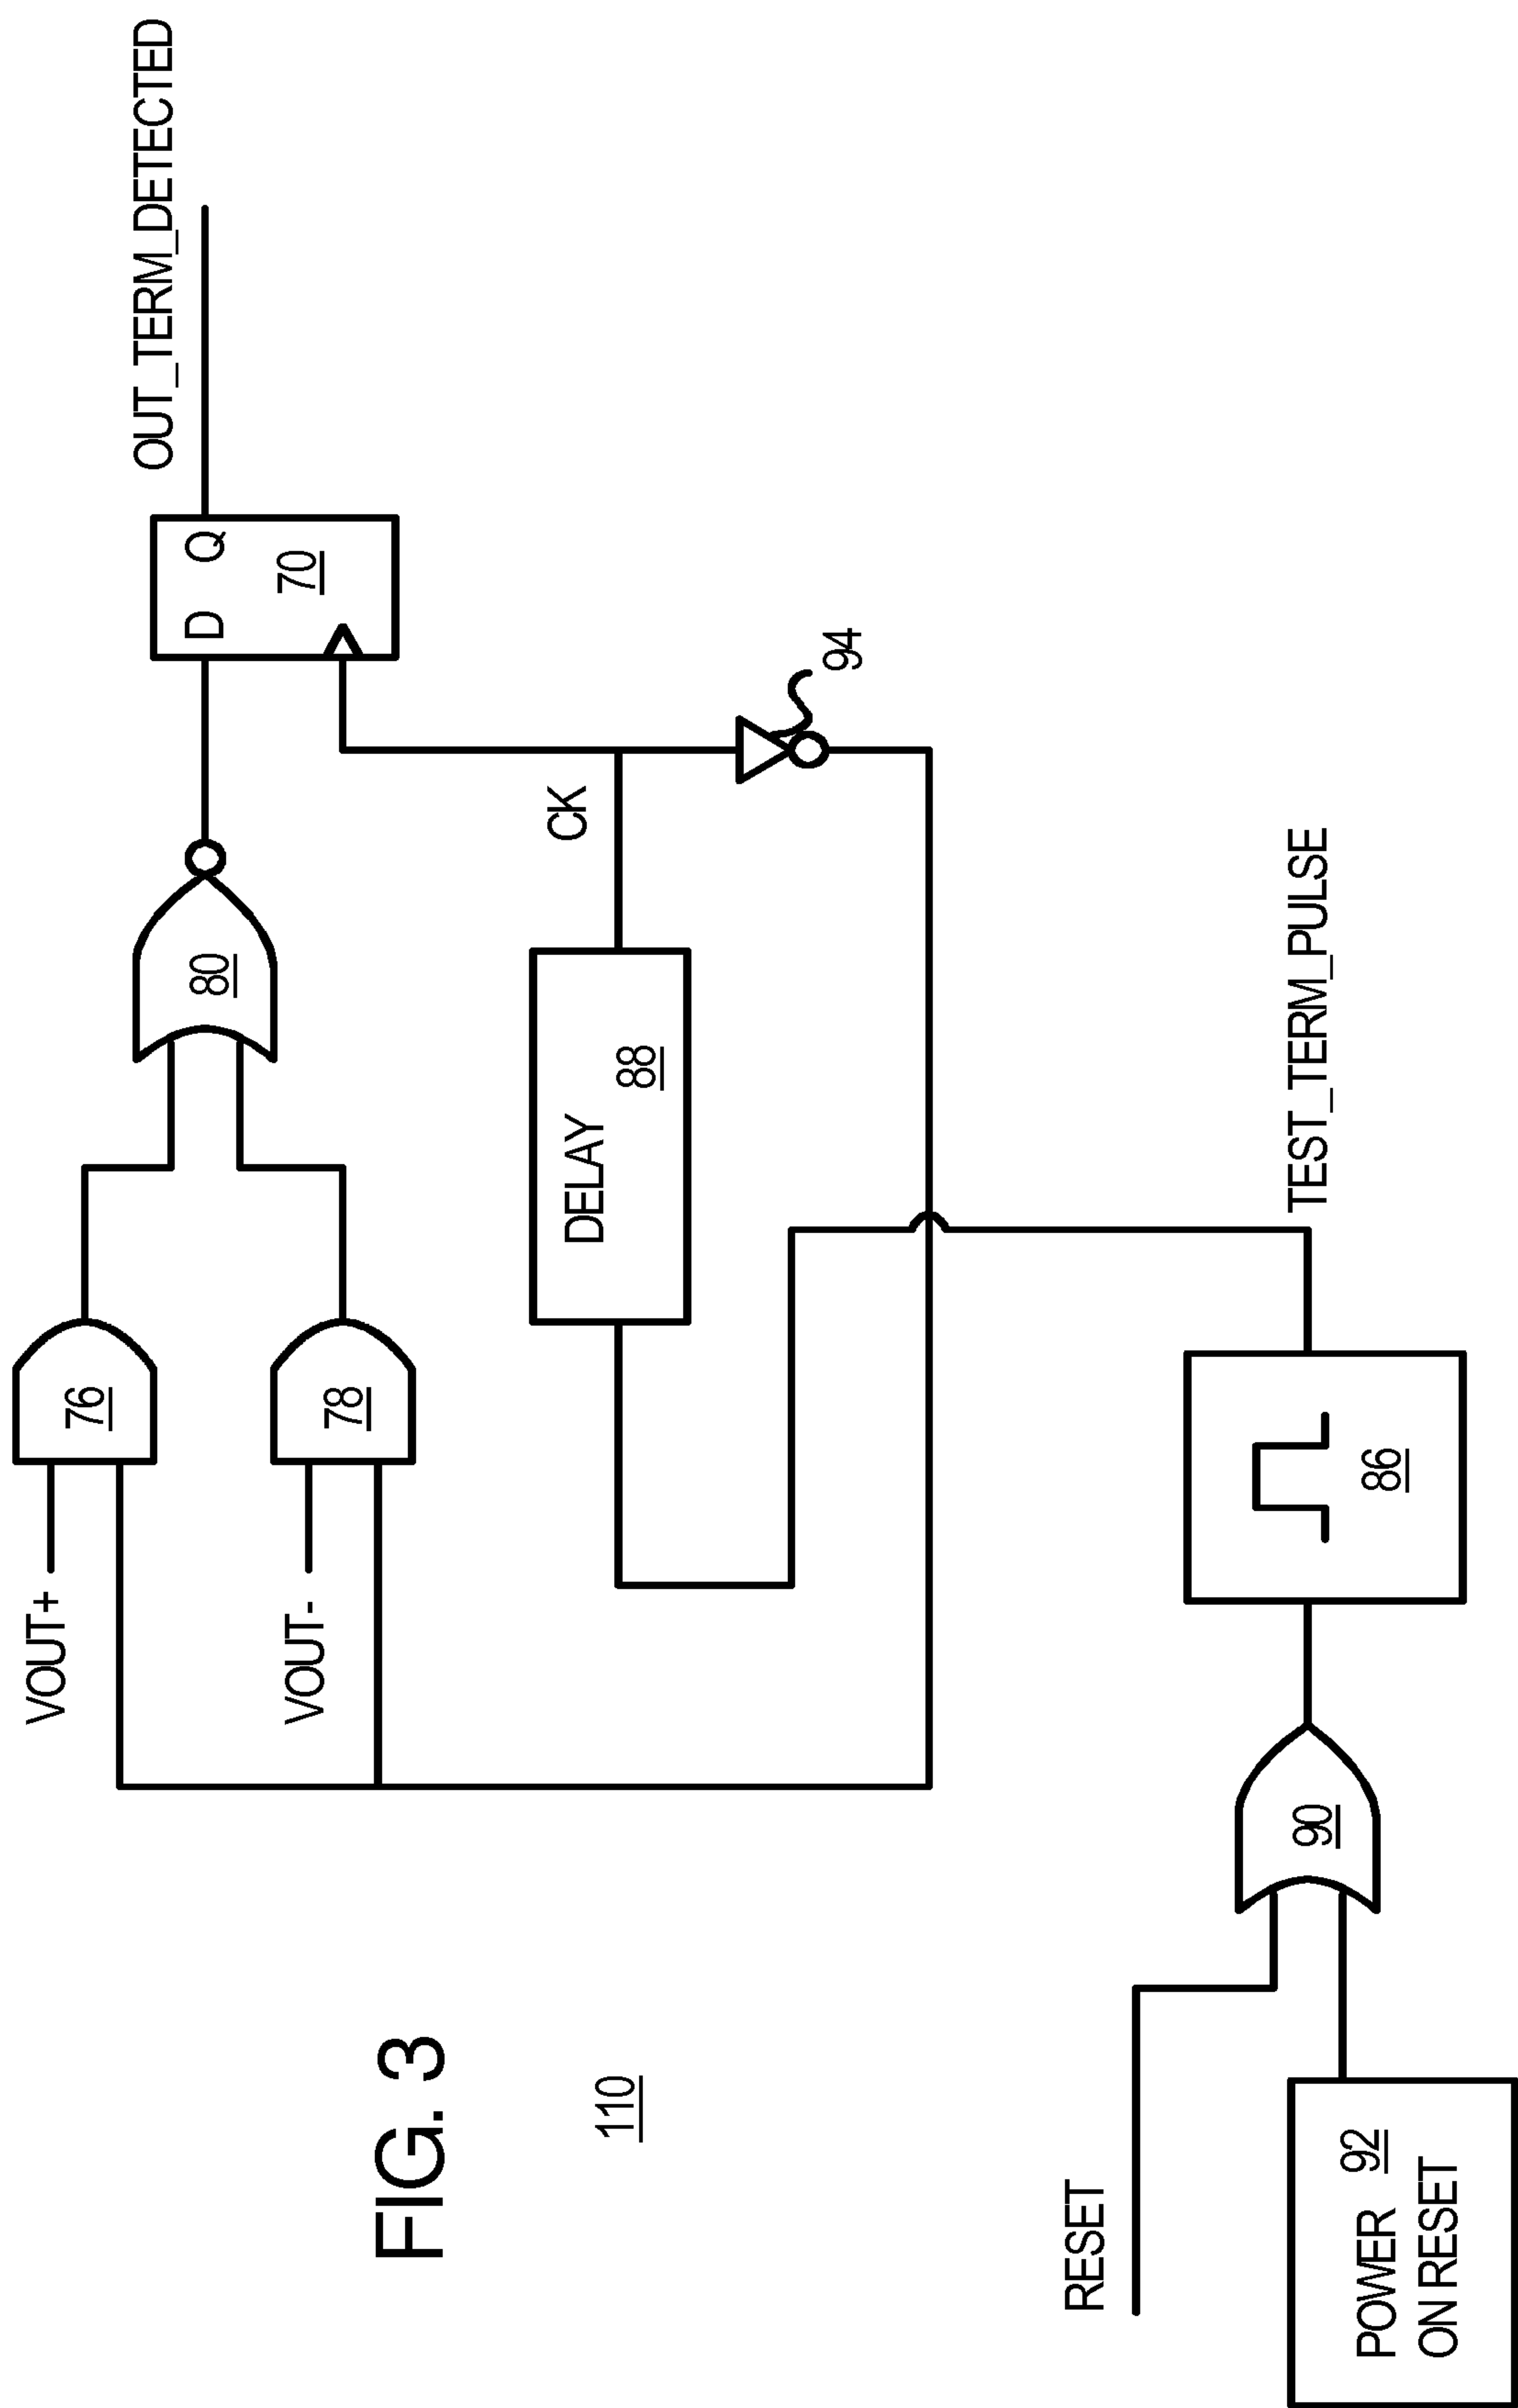 OUT_TERM_DETECTED
D Q
70
94
CK
80
DELAY 88
76
78
VOUT+
VOUT-
TEST_TERM_PULSE
86
90
FIG. 3
110
RESET
POWER 92
ON RESET